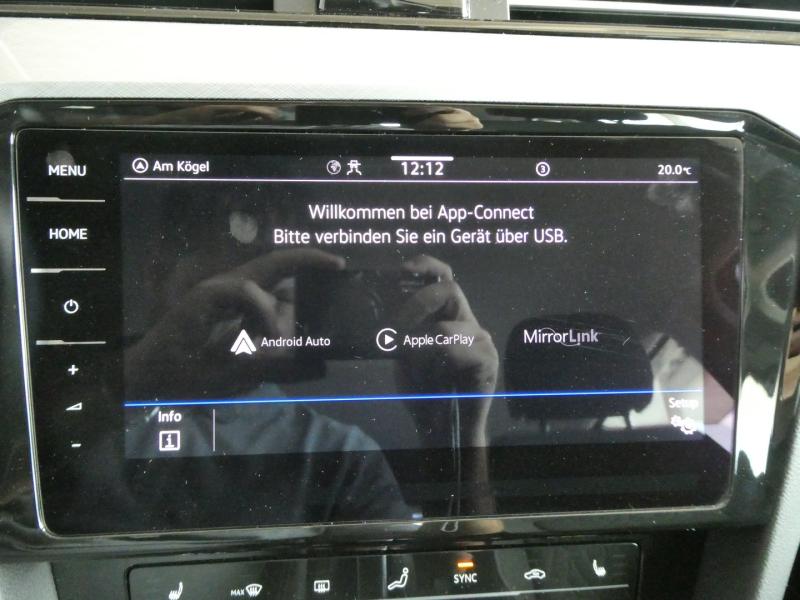 MENU
HOME
+
-
Am Kögel
12:12
3
20.0°C
Willkommen bei App-Connect
Bitte verbinden Sie ein Gerät über USB.
Android Auto
Apple CarPlay
MirrorLink
Info
i
Setup
MAX
SYNC